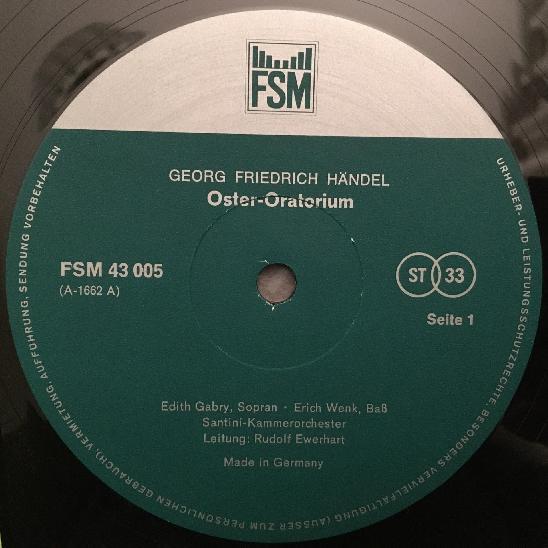 FSM
GEORG FRIEDRICH HÄNDEL
Oster-Oratorium
FSM 43 005
(A-1662 A)
ST 33
Seite 1
Edith Gabry, Sopran · Erich Wenk, Baß
Santini-Kammerorchester
Leitung: Rudolf Ewerhart
Made in Germany
URHEBER- UND LEISTUNGSSCHUTZRECHTE, BESONDERS VERVIELFÄLTIGUNG (AUSSER ZUM PERSÖNLICHEN GEBRAUCH), VERMIETUNG, AUFFÜHRUNG, SENDUNG VORBEHALTEN